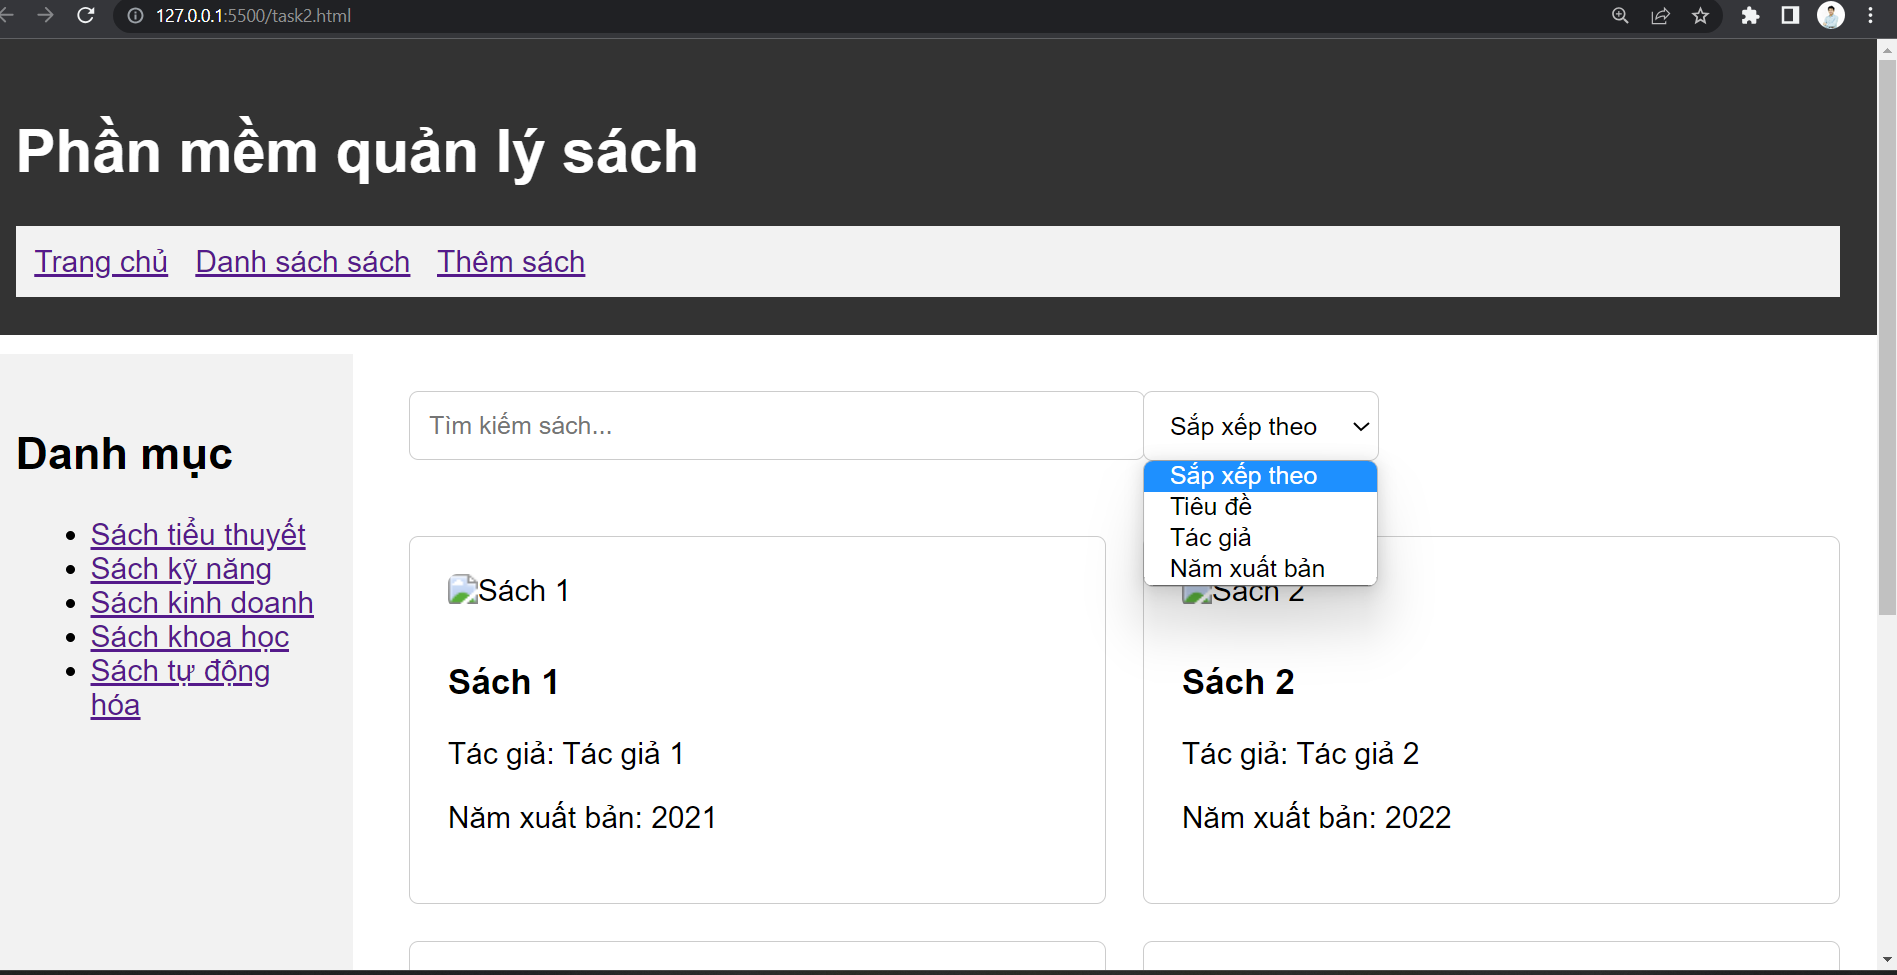 127.0.0.1:5500/task2.html
Phần mềm quản lý sách
Trang chủ Danh sách sách Thêm sách
Danh mục
Sách tiểu thuyết
Sách kỹ năng
Sách kinh doanh
Sách khoa học
Sách tự động
hóa
Tìm kiếm sách...
Sắp xếp theo
Sắp xếp theo
Tiêu đề
Tác giả
Năm xuất bản
Sách 1
Sách 1
Tác giả: Tác giả 1
Năm xuất bản: 2021
Sách 2
Sách 2
Tác giả: Tác giả 2
Năm xuất bản: 2022